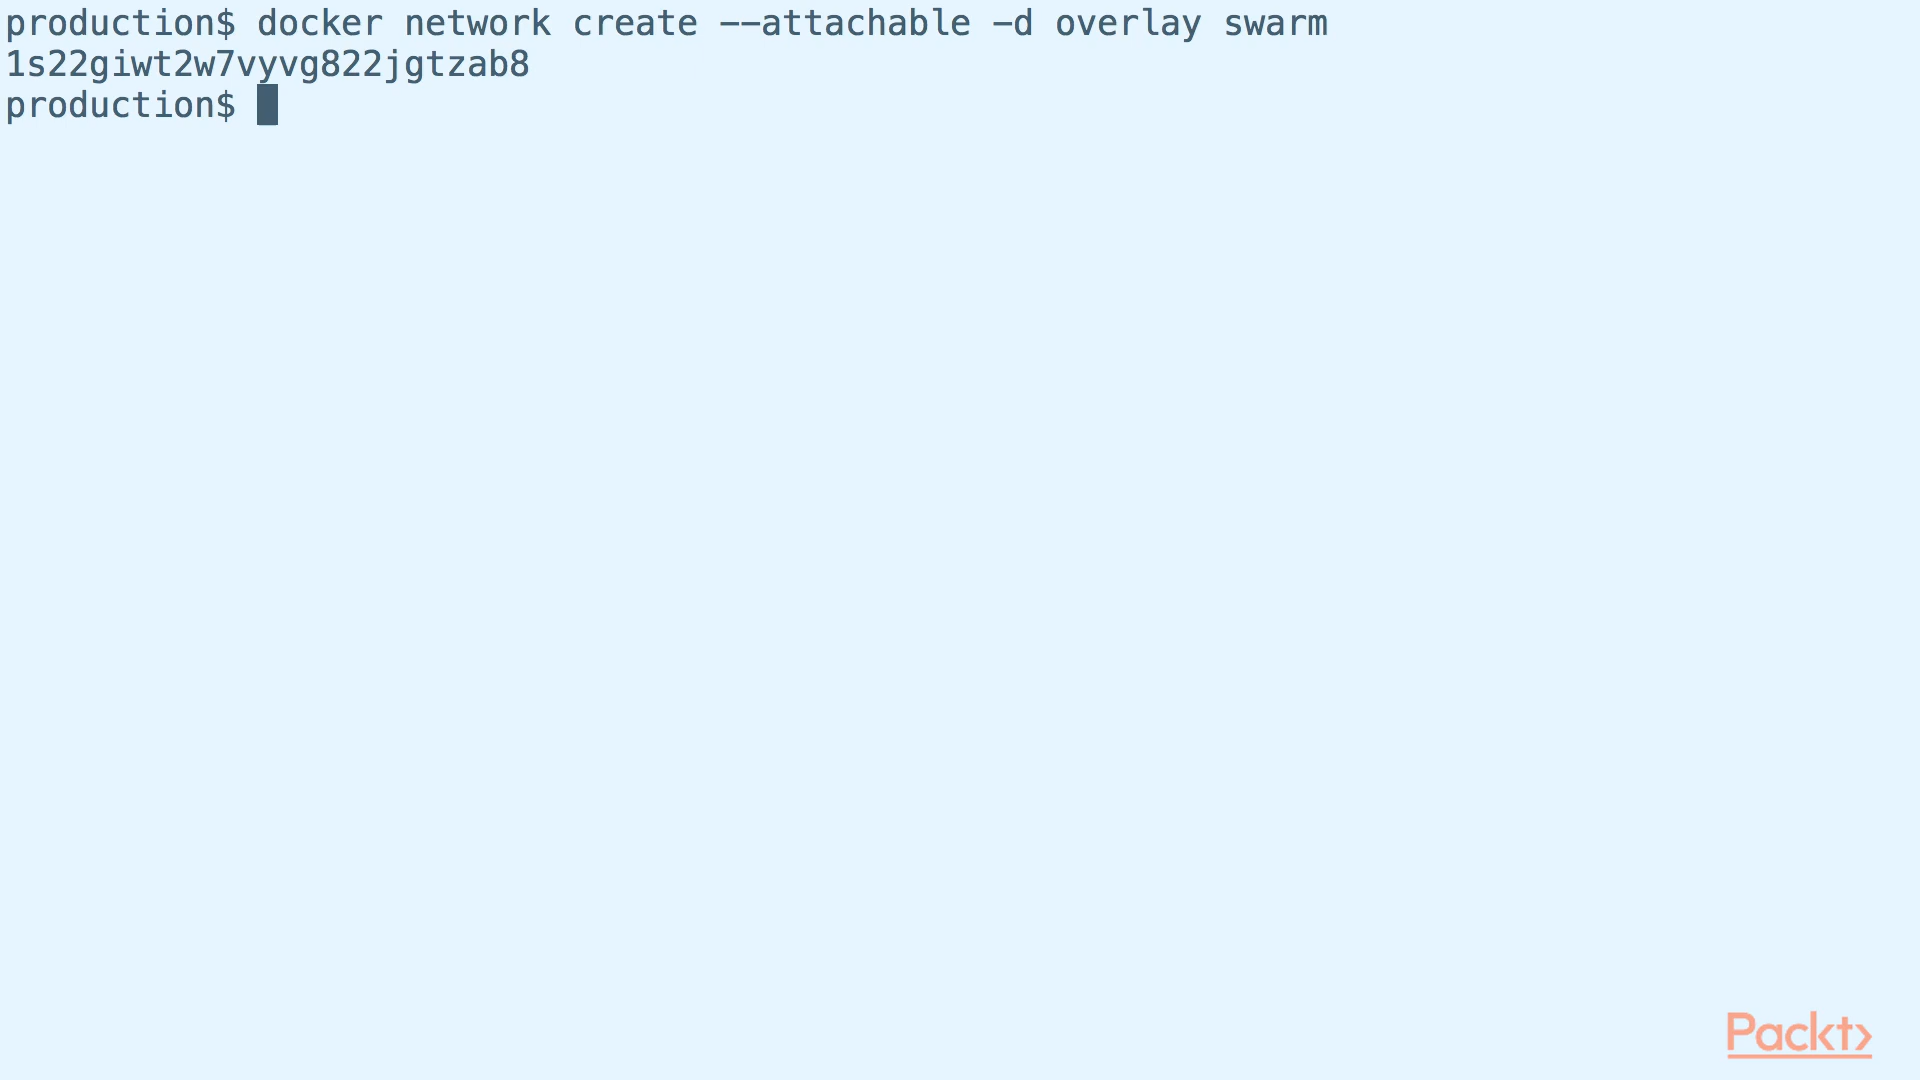 production$ docker network create --attachable -d overlay swarm
1s22giwt2w7vyvg822jgtzab8
production$
Packt>